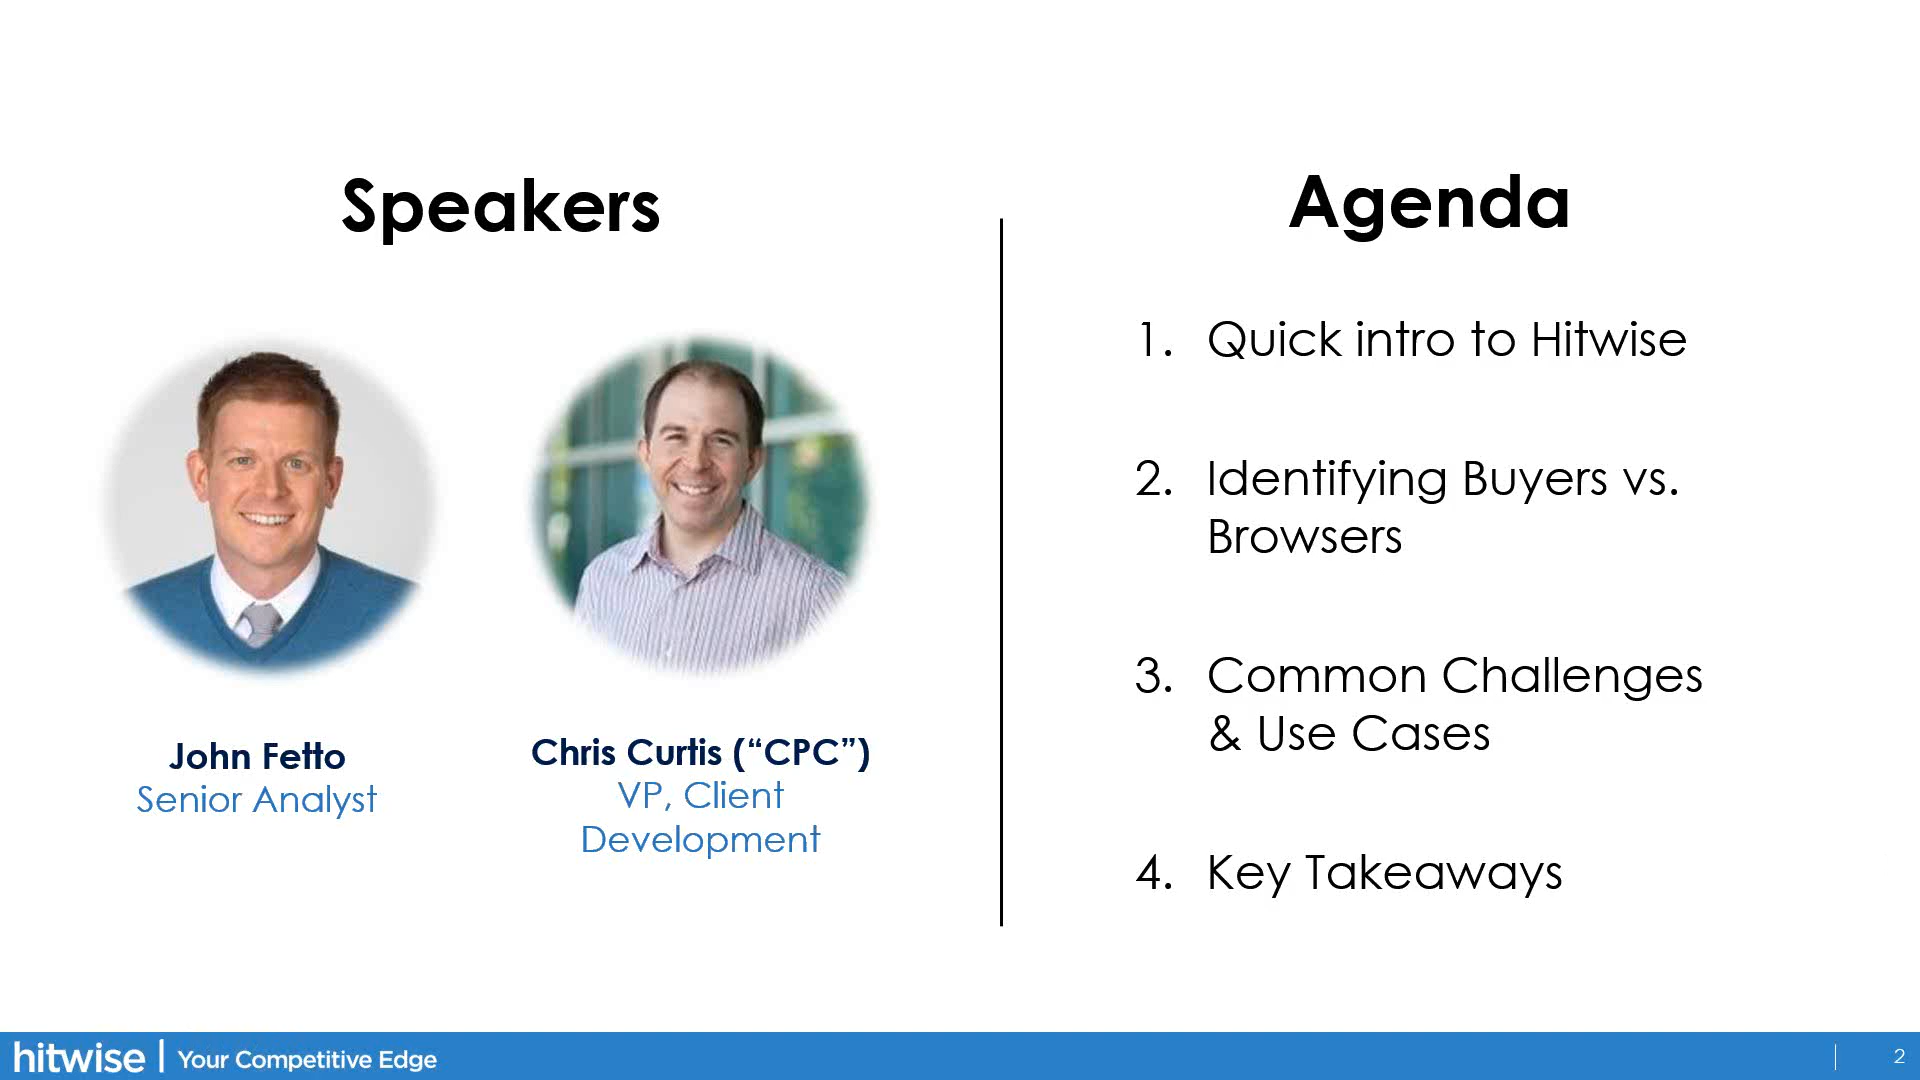 Speakers
John Fetto
Senior Analyst
Chris Curtis (“CPC”)
VP, Client
Development
Agenda
1. Quick intro to Hitwise
2. Identifying Buyers vs.
Browsers
3. Common Challenges
& Use Cases
4. Key Takeaways
hitwise | Your Competitive Edge
2